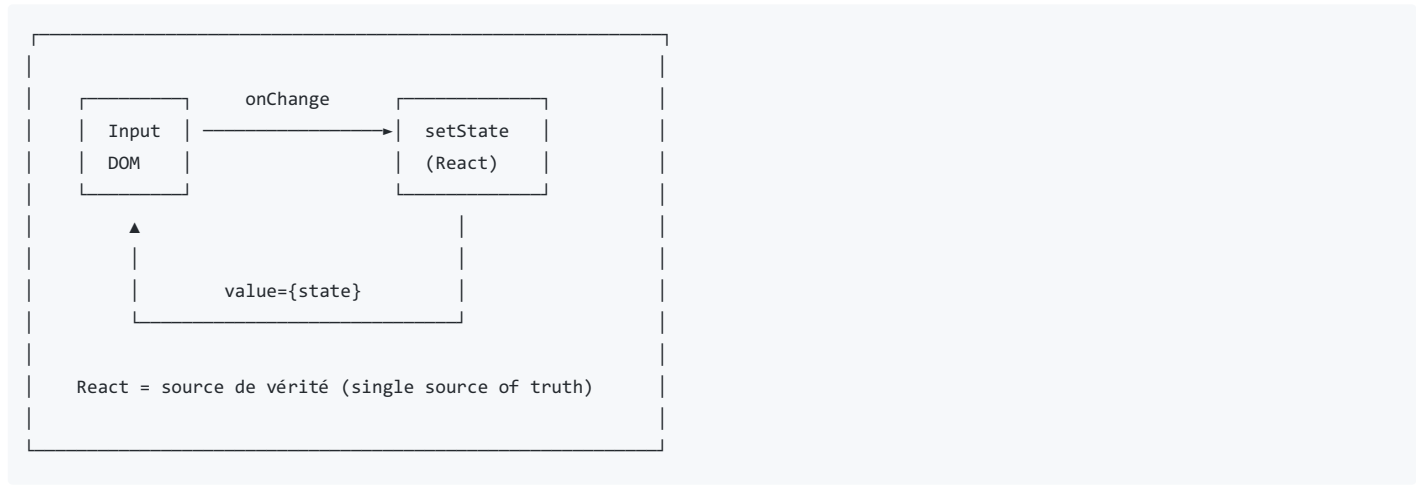 onChange
Input
setState
DOM
(React)
value={state}
React = source de vérité (single source of truth)